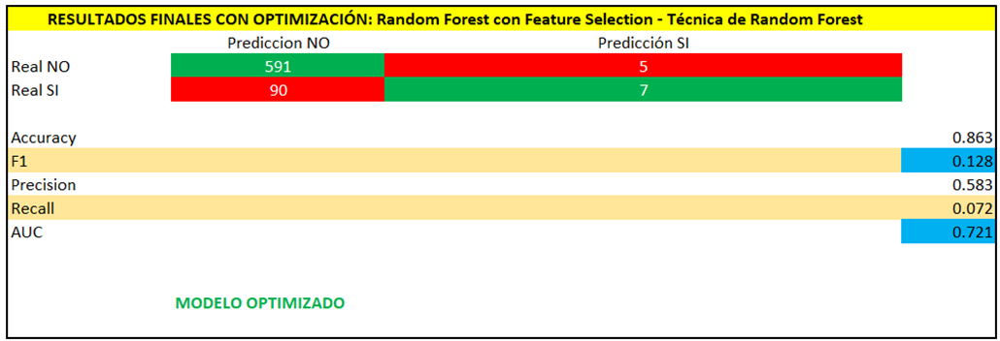 RESULTADOS FINALES CON OPTIMIZACIÓN: Random Forest con Feature Selection - Técnica de Random Forest
Prediccion NO Predicción SI
Real NO 591 5
Real SI 90 7
Accuracy 0.863
F1 0.128
Precision 0.583
Recall 0.072
AUC 0.721
MODELO OPTIMIZADO